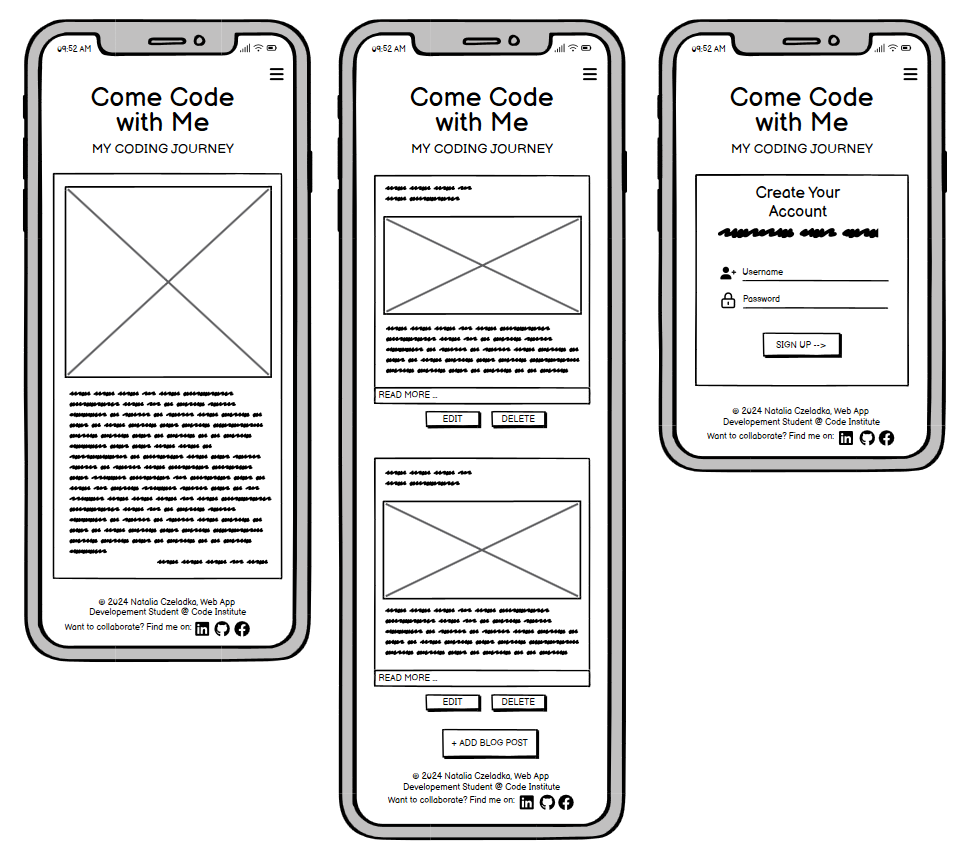 09:52 AM
Come Code
with Me
MY CODING JOURNEY
© 2024 Natalia Czeladka, Web App
Developement Student @ Code Institute
Want to collaborate? Find me on:
09:52 AM
Come Code
with Me
MY CODING JOURNEY
READ MORE ...
EDIT DELETE
READ MORE ...
EDIT DELETE
+ ADD BLOG POST
© 2024 Natalia Czeladka, Web App
Developement Student @ Code Institute
Want to collaborate? Find me on:
09:52 AM
Come Code
with Me
MY CODING JOURNEY
Create Your
Account
Username
Password
SIGN UP -->
© 2024 Natalia Czeladka, Web App
Developement Student @ Code Institute
Want to collaborate? Find me on: